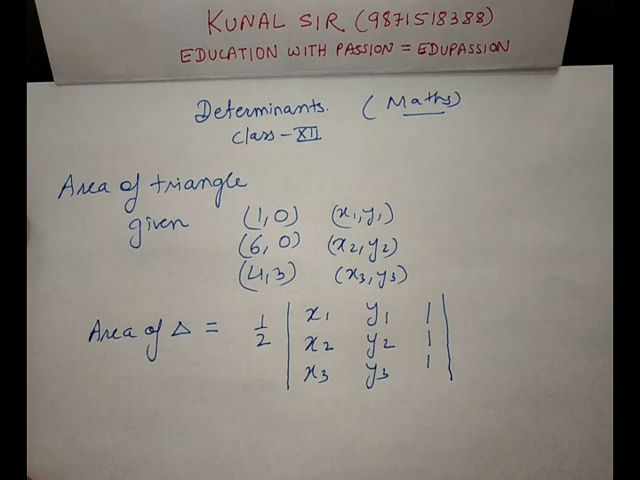 KUNAL SIR (9871518388)
EDUCATION WITH PASSION = EDUPASSION
Determinants. (Maths)
Class - XII
Area of triangle
given (1, 0) (x1, y1)
(6, 0) (x2, y2)
(4, 3) (x3, y3)
Area of Δ = 1/2 | x1 y1 1 |
| x2 y2 1 |
| x3 y3 1 |